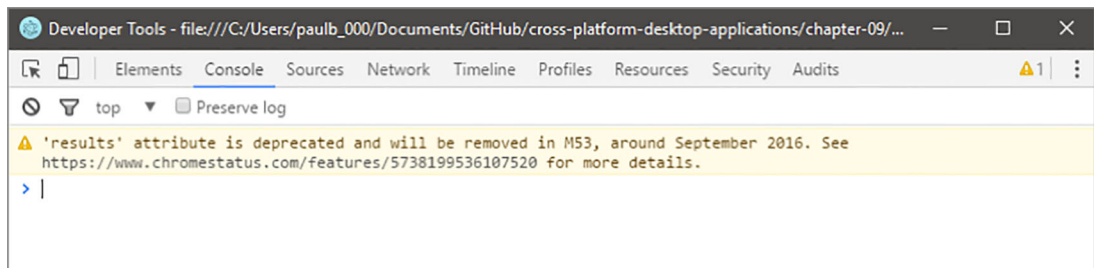 Developer Tools - file:///C:/Users/paulb_000/Documents/GitHub/cross-platform-desktop-applications/chapter-09/...
Elements Console Sources Network Timeline Profiles Resources Security Audits 1
top Preserve log
'results' attribute is deprecated and will be removed in M53, around September 2016. See
https://www.chromestatus.com/features/5738199536107520 for more details.
>